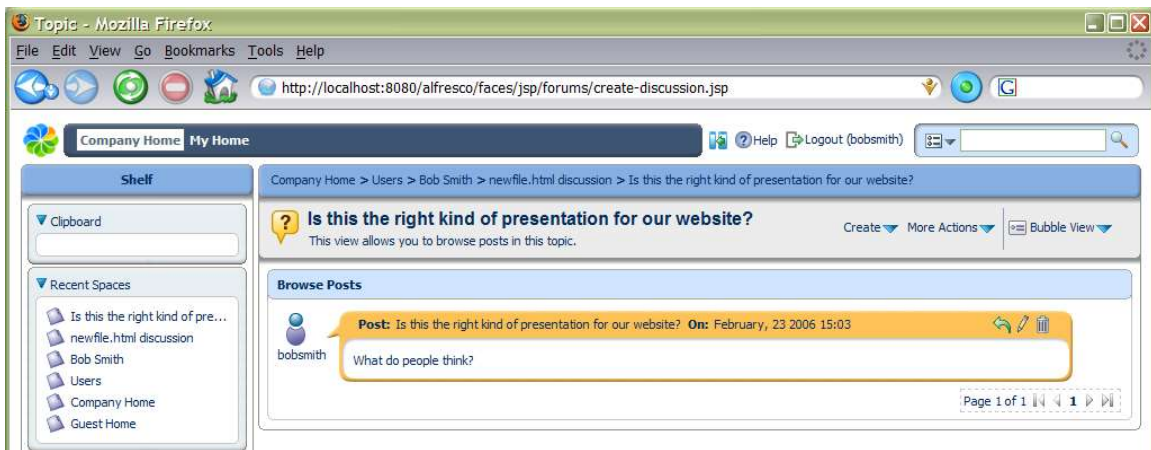 Topic - Mozilla Firefox
File Edit View Go Bookmarks Tools Help
http://localhost:8080/alfresco/faces/jsp/forums/create-discussion.jsp
G
Company Home My Home
Help Logout (bobsmith)
Shelf
Company Home > Users > Bob Smith > newfile.html discussion > Is this the right kind of presentation for our website?
Clipboard
? Is this the right kind of presentation for our website?
This view allows you to browse posts in this topic.
Create More Actions Bubble View
Recent Spaces
Is this the right kind of pre...
newfile.html discussion
Bob Smith
Users
Company Home
Guest Home
Browse Posts
bobsmith
Post: Is this the right kind of presentation for our website? On: February, 23 2006 15:03
What do people think?
Page 1 of 1 1